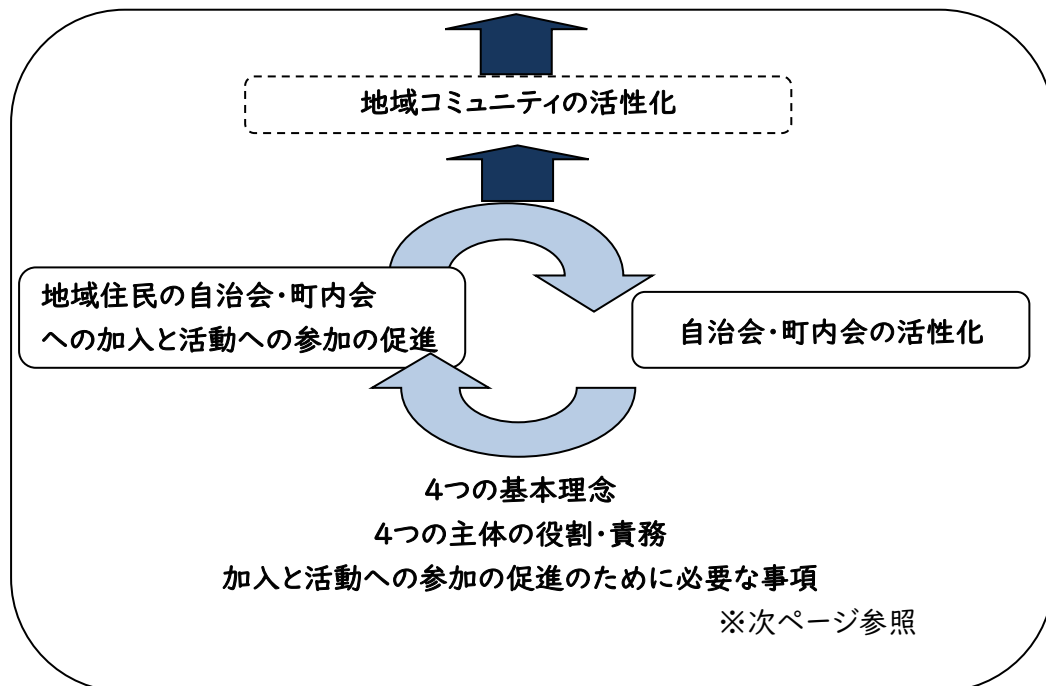 地域コミュニティの活性化
地域住民の自治会・町内会
への加入と活動への参加の促進
自治会・町内会の活性化
4つの基本理念
4つの主体の役割・責務
加入と活動への参加の促進のために必要な事項
※次ページ参照